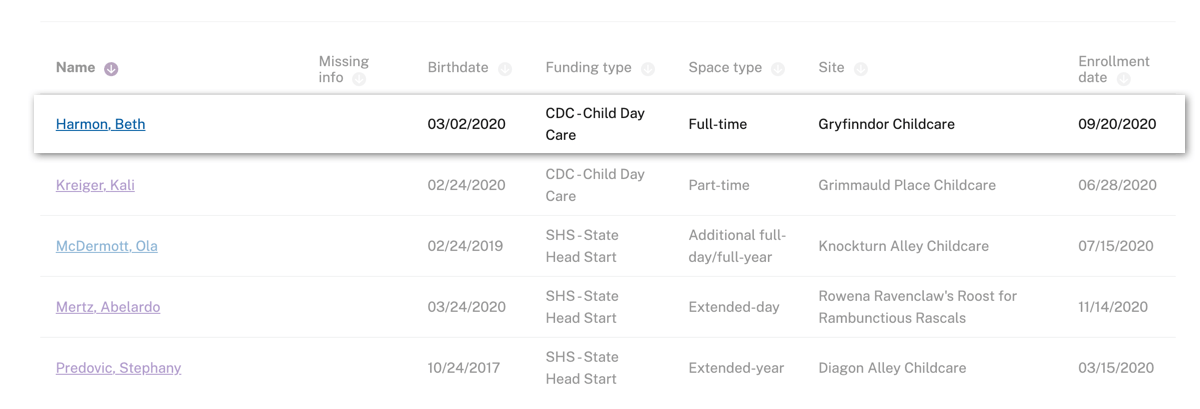 Name Missing info Birthdate Funding type Space type Site Enrollment date
Harmon, Beth 03/02/2020 CDC - Child Day Care Full-time Gryfinndor Childcare 09/20/2020
Kreiger, Kali 02/24/2020 CDC - Child Day Care Part-time Grimmauld Place Childcare 06/28/2020
McDermott, Ola 02/24/2019 SHS - State Head Start Additional full-day/full-year Knockturn Alley Childcare 07/15/2020
Mertz, Abelardo 03/24/2020 SHS - State Head Start Extended-day Rowena Ravenclaw's Roost for Rambunctious Rascals 11/14/2020
Predovic, Stephany 10/24/2017 SHS - State Head Start Extended-year Diagon Alley Childcare 03/15/2020